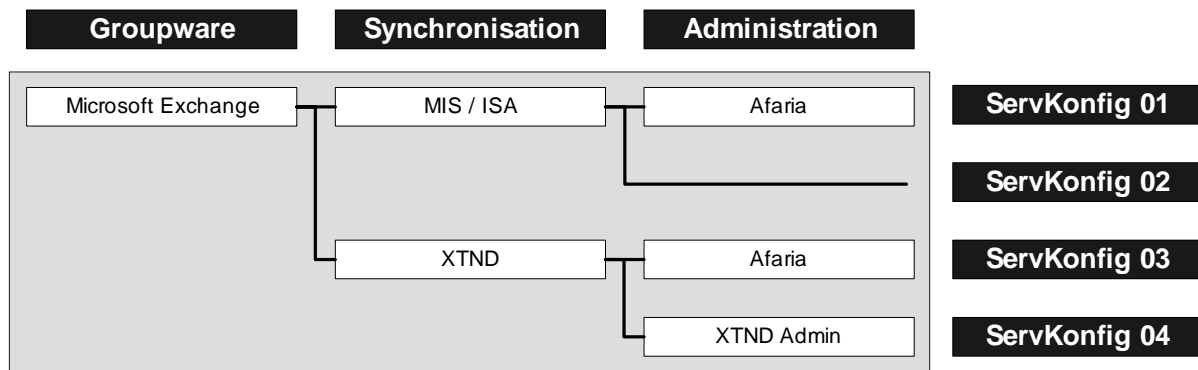 Groupware Synchronisation Administration
Microsoft Exchange MIS / ISA Afaria ServKonfig 01
ServKonfig 02
XTND Afaria ServKonfig 03
XTND Admin ServKonfig 04